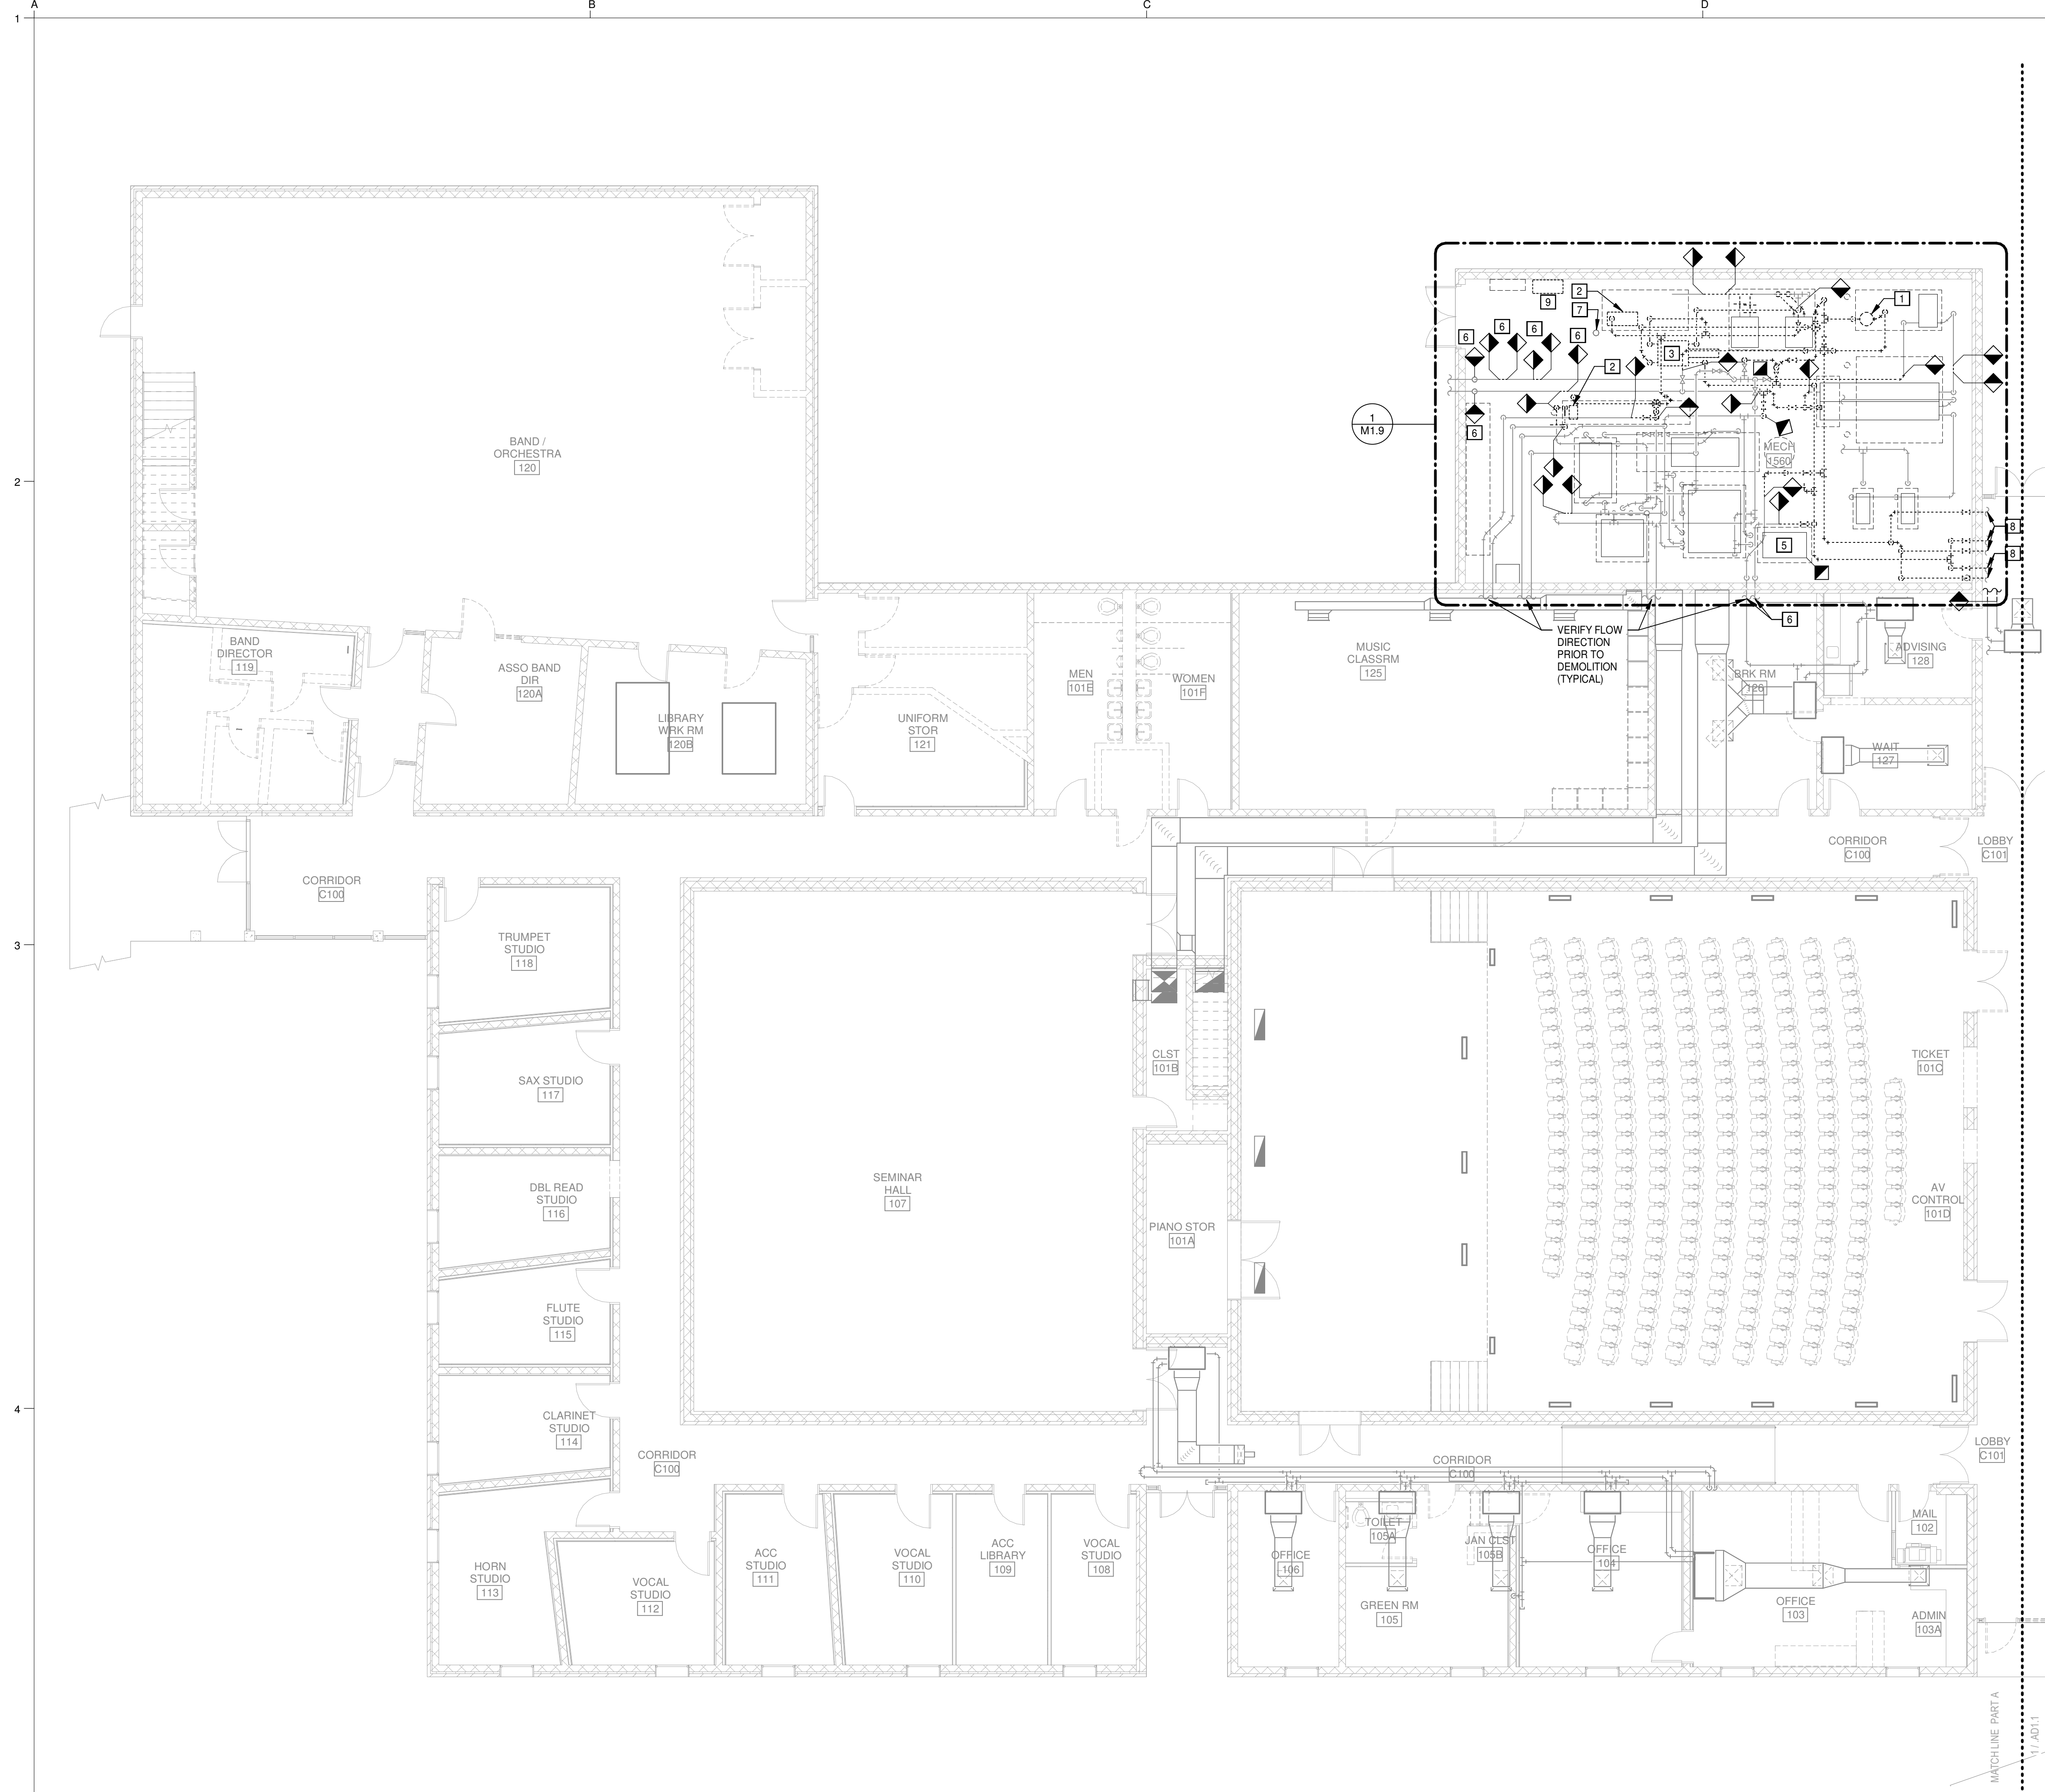 A
B
C
D
1
2
3
4
9
2
7
1
6
6
6
6
3
2
6
1
M1.9
MECH
1560
5
8
8
6
VERIFY FLOW
DIRECTION
PRIOR TO
DEMOLITION
(TYPICAL)
BAND /
ORCHESTRA
120
BAND
DIRECTOR
119
ASSO BAND
DIR
120A
LIBRARY
WRK RM
120B
UNIFORM
STOR
121
MEN
101E
WOMEN
101F
MUSIC
CLASSRM
125
BRK RM
126
ADVISING
128
WAIT
127
CORRIDOR
C100
LOBBY
C101
CORRIDOR
C100
TRUMPET
STUDIO
118
SAX STUDIO
117
DBL READ
STUDIO
116
FLUTE
STUDIO
115
CLARINET
STUDIO
114
HORN
STUDIO
113
CORRIDOR
C100
VOCAL
STUDIO
112
ACC
STUDIO
111
VOCAL
STUDIO
110
ACC
LIBRARY
109
VOCAL
STUDIO
108
SEMINAR
HALL
107
CLST
101B
PIANO STOR
101A
TICKET
101C
AV
CONTROL
101D
CORRIDOR
C100
LOBBY
C101
OFFICE
106
TOILET
105A
JAN CLST
105B
GREEN RM
105
OFFICE
104
OFFICE
103
MAIL
102
ADMIN
103A
MATCH LINE PART A
1 / .AD1.1